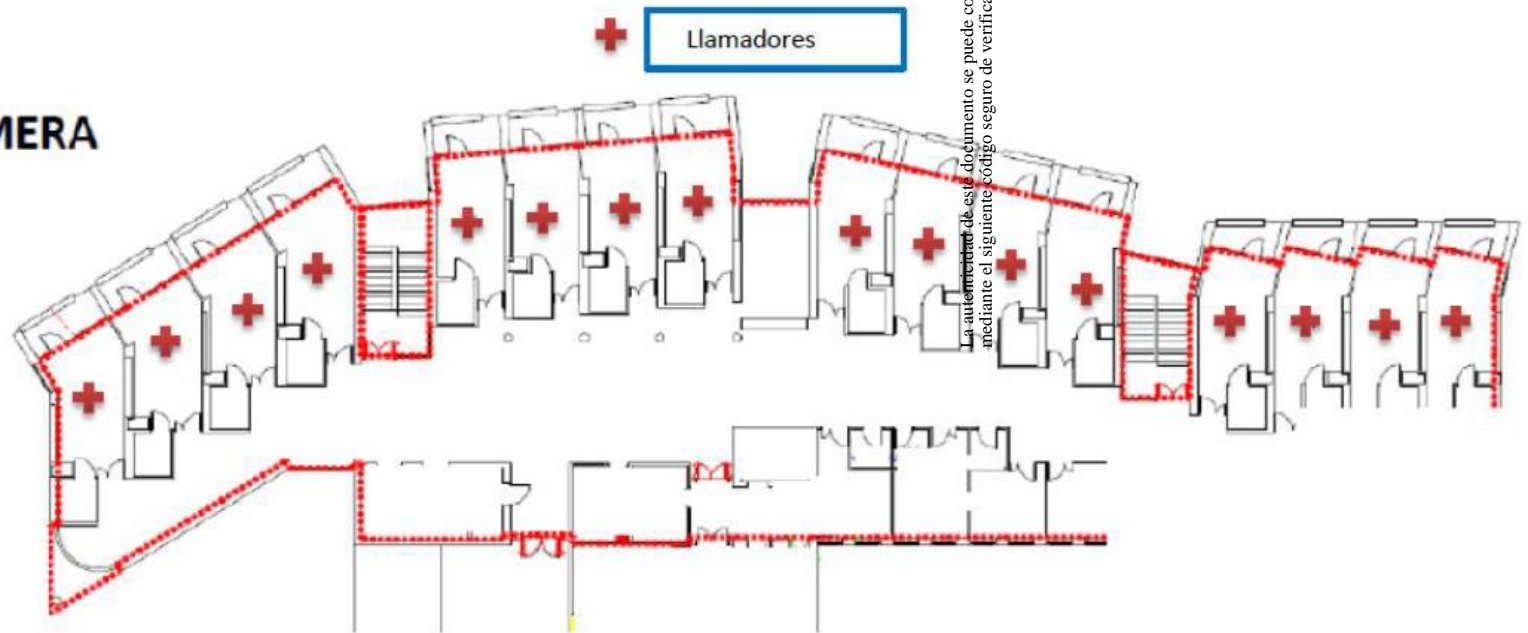 Llamadores
MERA
La autenticidad de este documento se puede co
mediante el siguiente código seguro de verifica